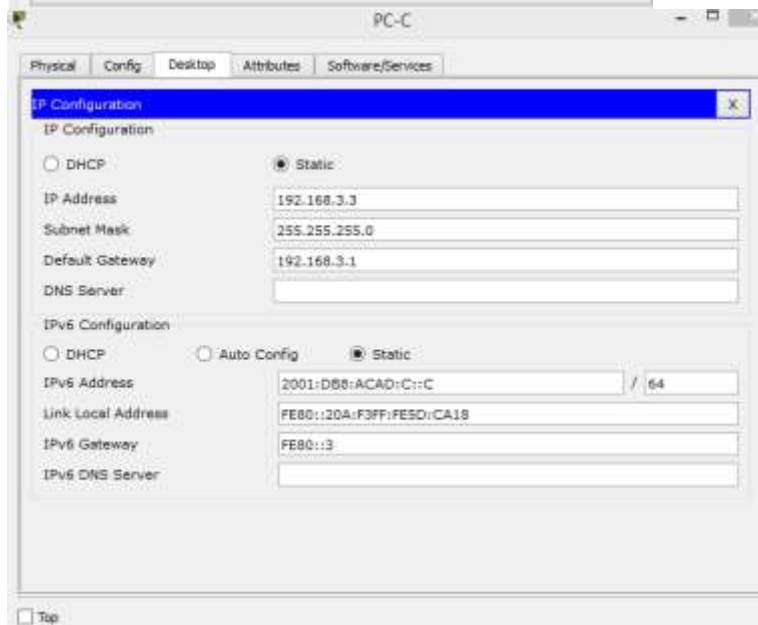 PC-C
Physical Config Desktop Attributes Software/Services
IP Configuration X
IP Configuration
DHCP Static
IP Address 192.168.3.3
Subnet Mask 255.255.255.0
Default Gateway 192.168.3.1
DNS Server
IPv6 Configuration
DHCP Auto Config Static
IPv6 Address 2001:DB8:ACAD:C::C / 64
Link Local Address FE80::20A:F3FF:FE5D:CA18
IPv6 Gateway FE80::3
IPv6 DNS Server
Top